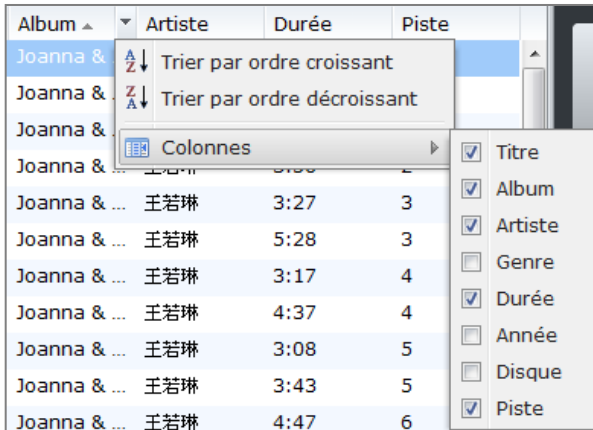 Album Artiste Durée Piste
Joanna &
Trier par ordre croissant
Joanna &
Trier par ordre décroissant
Joanna &
Colonnes
Titre
Joanna & ... 王若琳
Album
Joanna & ... 王若琳 3:27 3
Artiste
Joanna & ... 王若琳 5:28 3
Genre
Joanna & ... 王若琳 3:17 4
Durée
Joanna & ... 王若琳 4:37 4
Année
Joanna & ... 王若琳 3:08 5
Disque
Joanna & ... 王若琳 3:43 5
Piste
Joanna & ... 王若琳 4:47 6